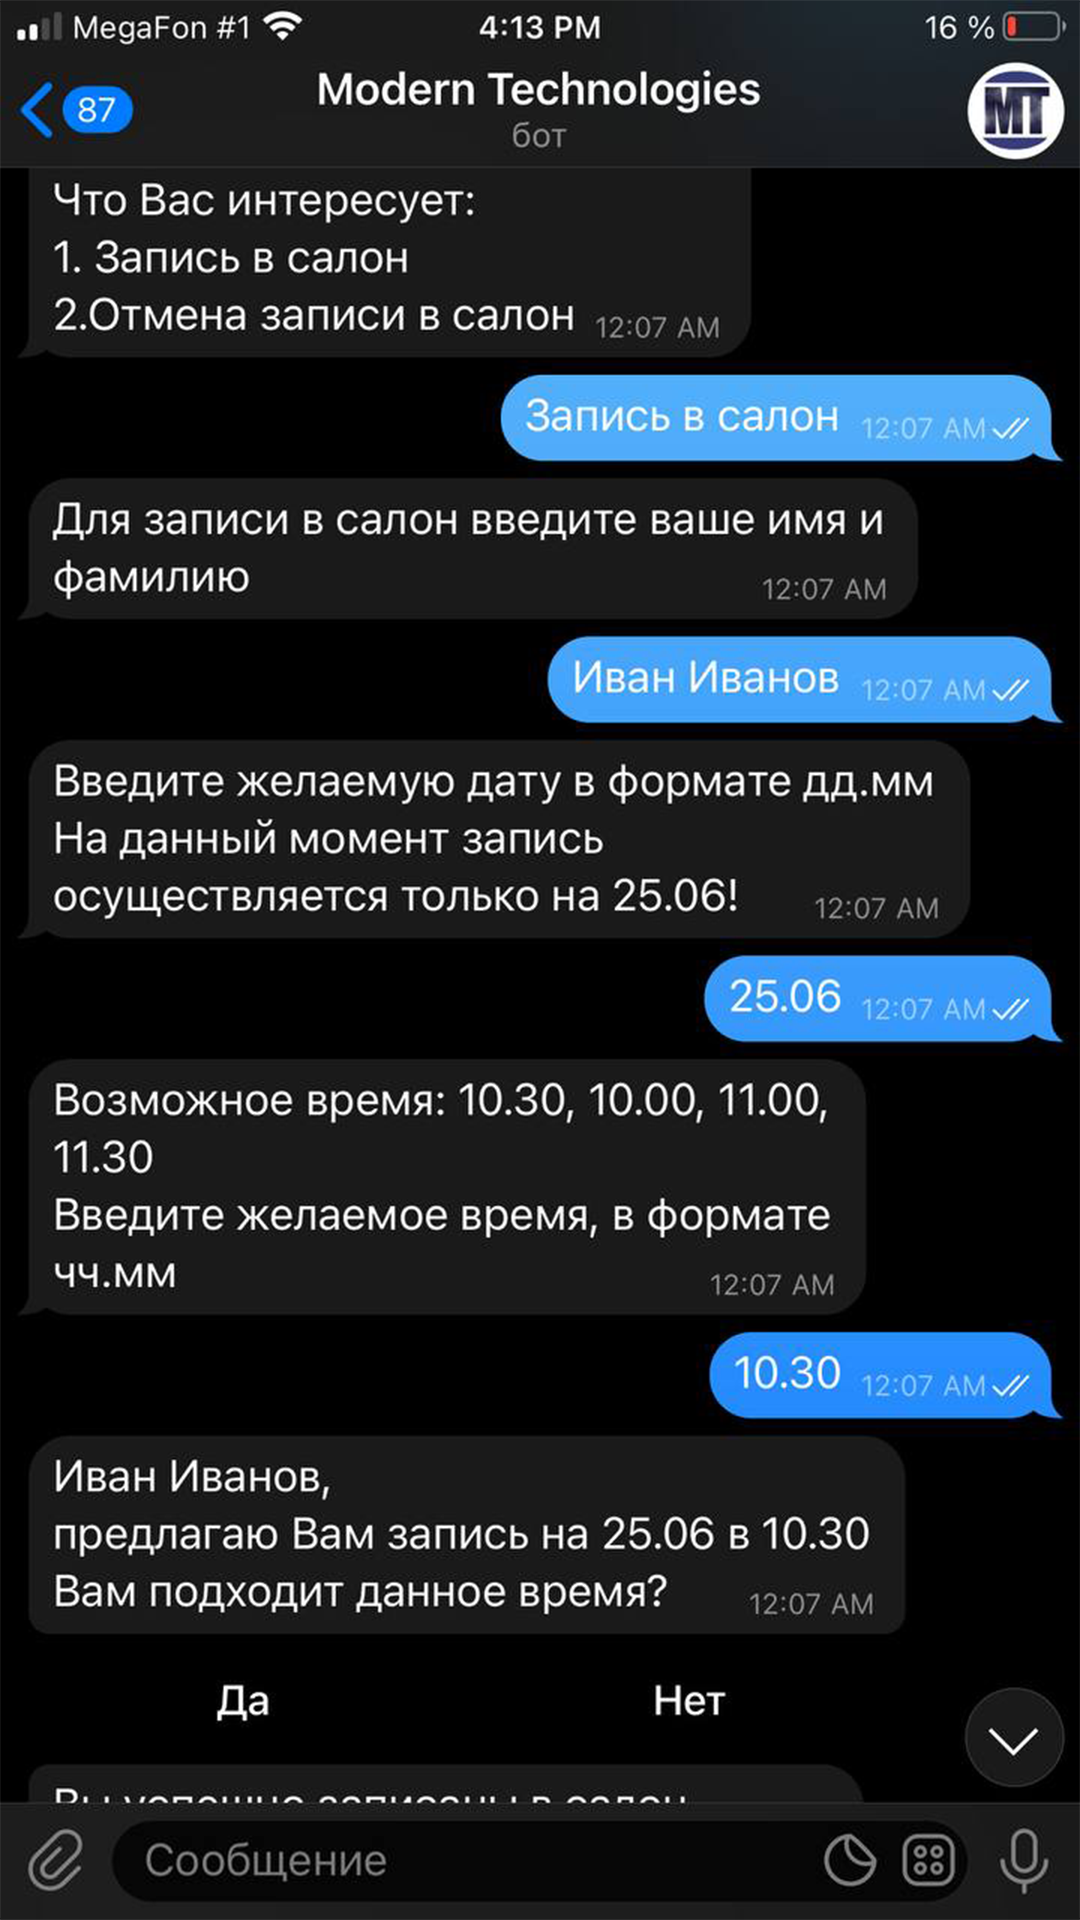 MegaFon #1 4:13 PM 16 %
87 Modern Technologies
бот
MT
Что Вас интересует:
1. Запись в салон
2.Отмена записи в салон 12:07 AM
Запись в салон 12:07 AM
Для записи в салон введите ваше имя и
фамилию 12:07 AM
Иван Иванов 12:07 AM
Введите желаемую дату в формате дд.мм
На данный момент запись
осуществляется только на 25.06! 12:07 AM
25.06 12:07 AM
Возможное время: 10.30, 10.00, 11.00,
11.30
Введите желаемое время, в формате
чч.мм 12:07 AM
10.30 12:07 AM
Иван Иванов,
предлагаю Вам запись на 25.06 в 10.30
Вам подходит данное время? 12:07 AM
Да Нет
Вы успешно записаны в салон
Сообщение